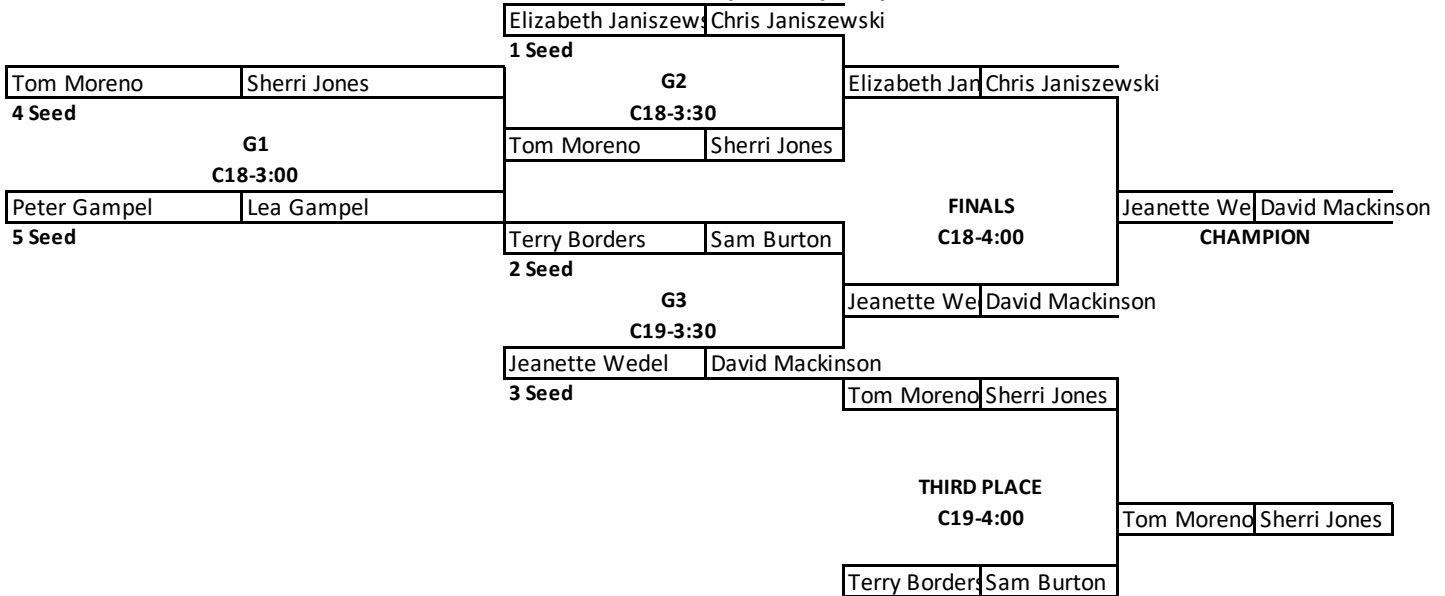 Elizabeth Janiszews Chris Janiszewski
1 Seed
Tom Moreno Sherri Jones
G2
Elizabeth Jan Chris Janiszewski
4 Seed
C18-3:30
G1
Tom Moreno Sherri Jones
C18-3:00
Peter Gampel Lea Gampel
FINALS
Jeanette We David Mackinson
5 Seed
Terry Borders Sam Burton
C18-4:00
CHAMPION
2 Seed
G3
Jeanette We David Mackinson
C19-3:30
Jeanette Wedel David Mackinson
3 Seed
Tom Moreno Sherri Jones
THIRD PLACE
C19-4:00
Tom Moreno Sherri Jones
Terry Borders Sam Burton